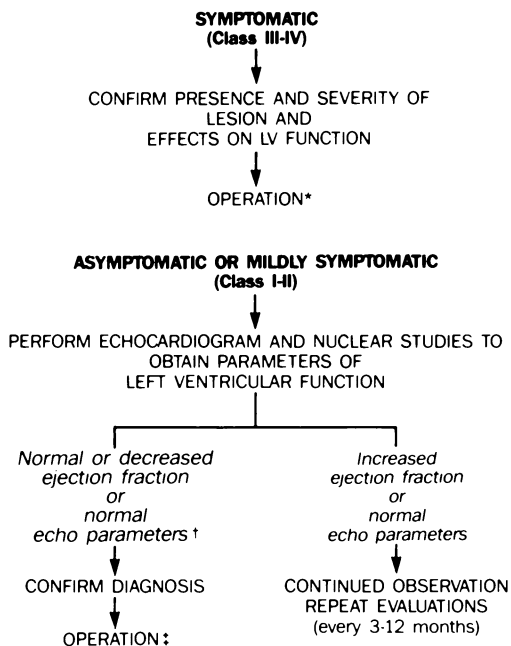 SYMPTOMATIC
(Class III-IV)
CONFIRM PRESENCE AND SEVERITY OF
LESION AND
EFFECTS ON LV FUNCTION
OPERATION*
ASYMPTOMATIC OR MILDLY SYMPTOMATIC
(Class I-II)
PERFORM ECHOCARDIOGRAM AND NUCLEAR STUDIES TO
OBTAIN PARAMETERS OF
LEFT VENTRICULAR FUNCTION
Normal or decreased
ejection fraction
or
normal
echo parameters†
CONFIRM DIAGNOSIS
OPERATION‡
Increased
ejection fraction
or
normal
echo parameters
CONTINUED OBSERVATION
REPEAT EVALUATIONS
(every 3-12 months)